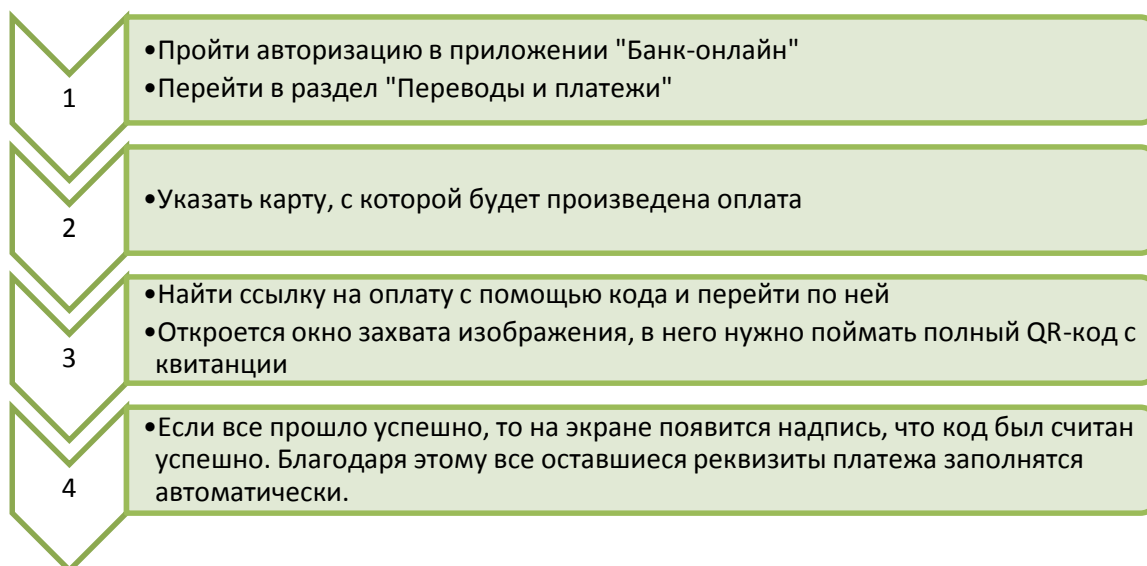 1
•Пройти авторизацию в приложении "Банк-онлайн"
•Перейти в раздел "Переводы и платежи"
2
•Указать карту, с которой будет произведена оплата
3
•Найти ссылку на оплату с помощью кода и перейти по ней
•Откроется окно захвата изображения, в него нужно поймать полный QR-код с
квитанции
4
•Если все прошло успешно, то на экране появится надпись, что код был считан
успешно. Благодаря этому все оставшиеся реквизиты платежа заполнятся
автоматически.